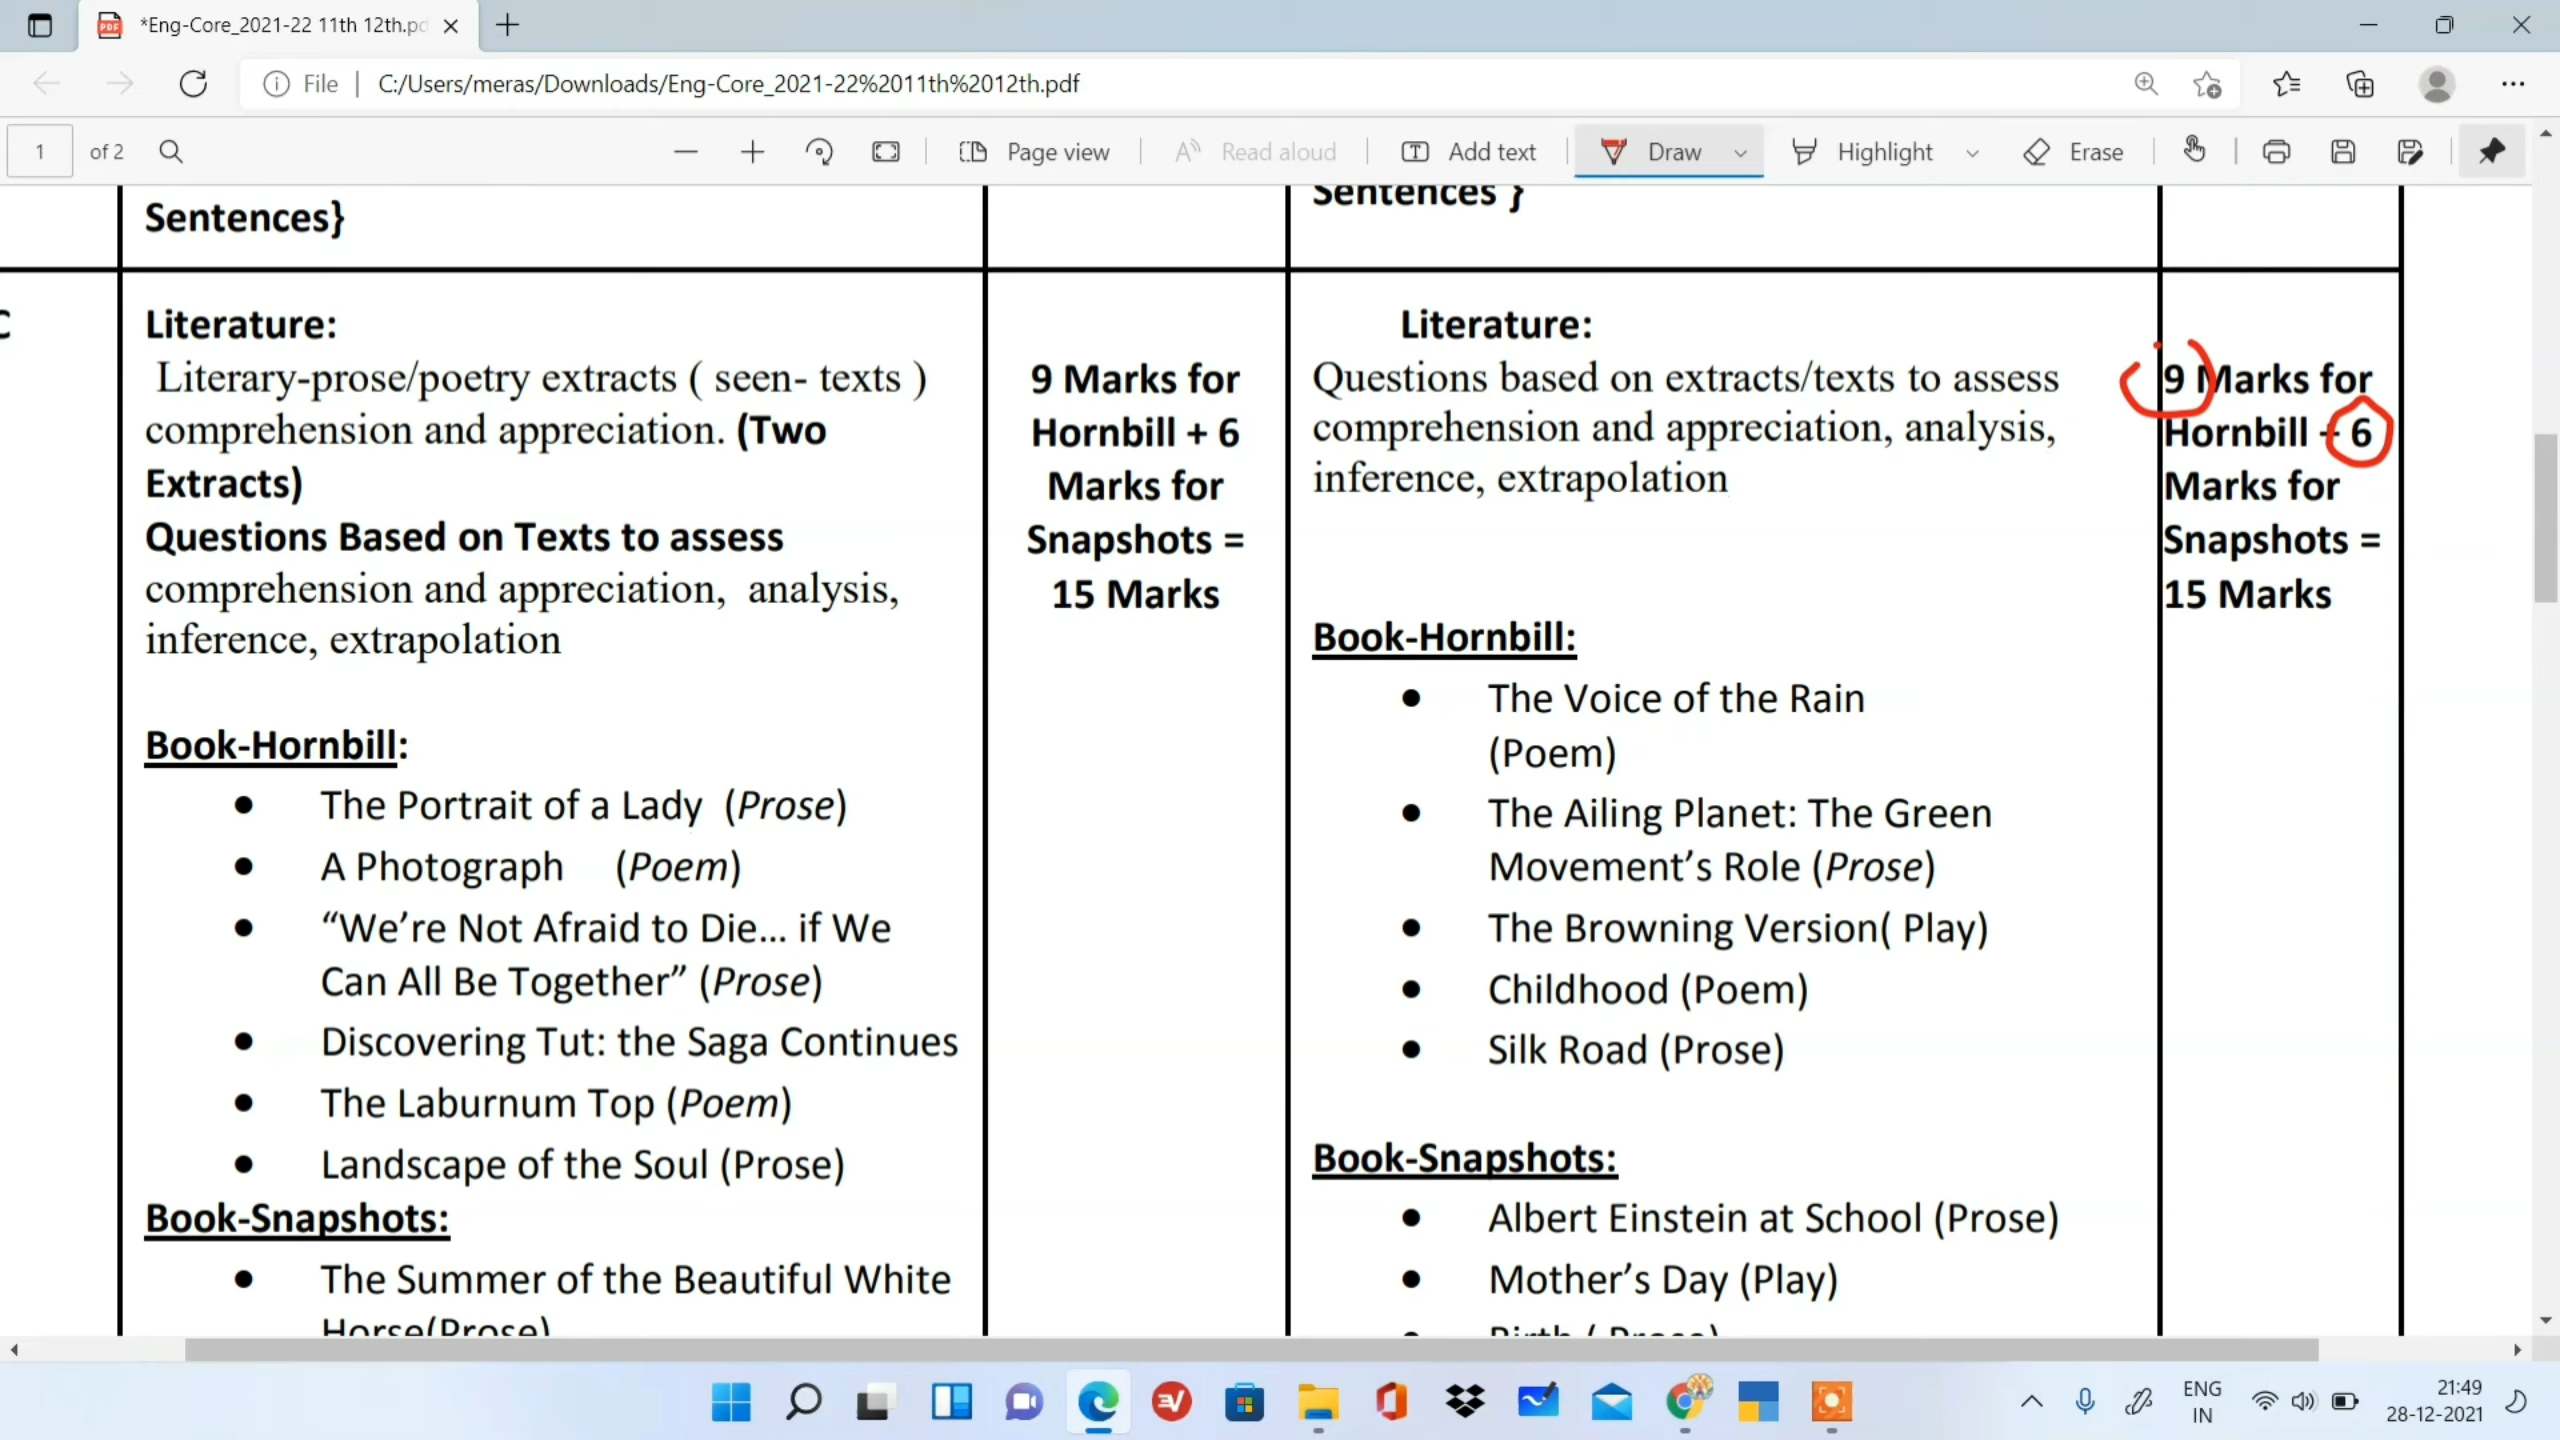 *Eng-Core_2021-22 11th 12th.pd
File
C:/Users/meras/Downloads/Eng-Core_2021-22%2011th%2012th.pdf
1 of 2
Page view
Read aloud
Add text
Draw
Highlight
Erase
Sentences}
C
Literature:
Literary-prose/poetry extracts ( seen- texts )
comprehension and appreciation. (Two
Extracts)
Questions Based on Texts to assess
comprehension and appreciation,  analysis,
inference, extrapolation
Book-Hornbill:
● The Portrait of a Lady (Prose)
● A Photograph (Poem)
● “We’re Not Afraid to Die... if We
Can All Be Together” (Prose)
● Discovering Tut: the Saga Continues
● The Laburnum Top (Poem)
● Landscape of the Soul (Prose)
Book-Snapshots:
● The Summer of the Beautiful White
Horse(Prose)
9 Marks for
Hornbill + 6
Marks for
Snapshots =
15 Marks
Sentences }
Literature:
Questions based on extracts/texts to assess
comprehension and appreciation, analysis,
inference, extrapolation
Book-Hornbill:
● The Voice of the Rain
(Poem)
● The Ailing Planet: The Green
Movement’s Role (Prose)
● The Browning Version( Play)
● Childhood (Poem)
● Silk Road (Prose)
Book-Snapshots:
● Albert Einstein at School (Prose)
● Mother’s Day (Play)
● Birth ( Prose)
9 Marks for
Hornbill + 6
Marks for
Snapshots =
15 Marks
ENG
IN
21:49
28-12-2021